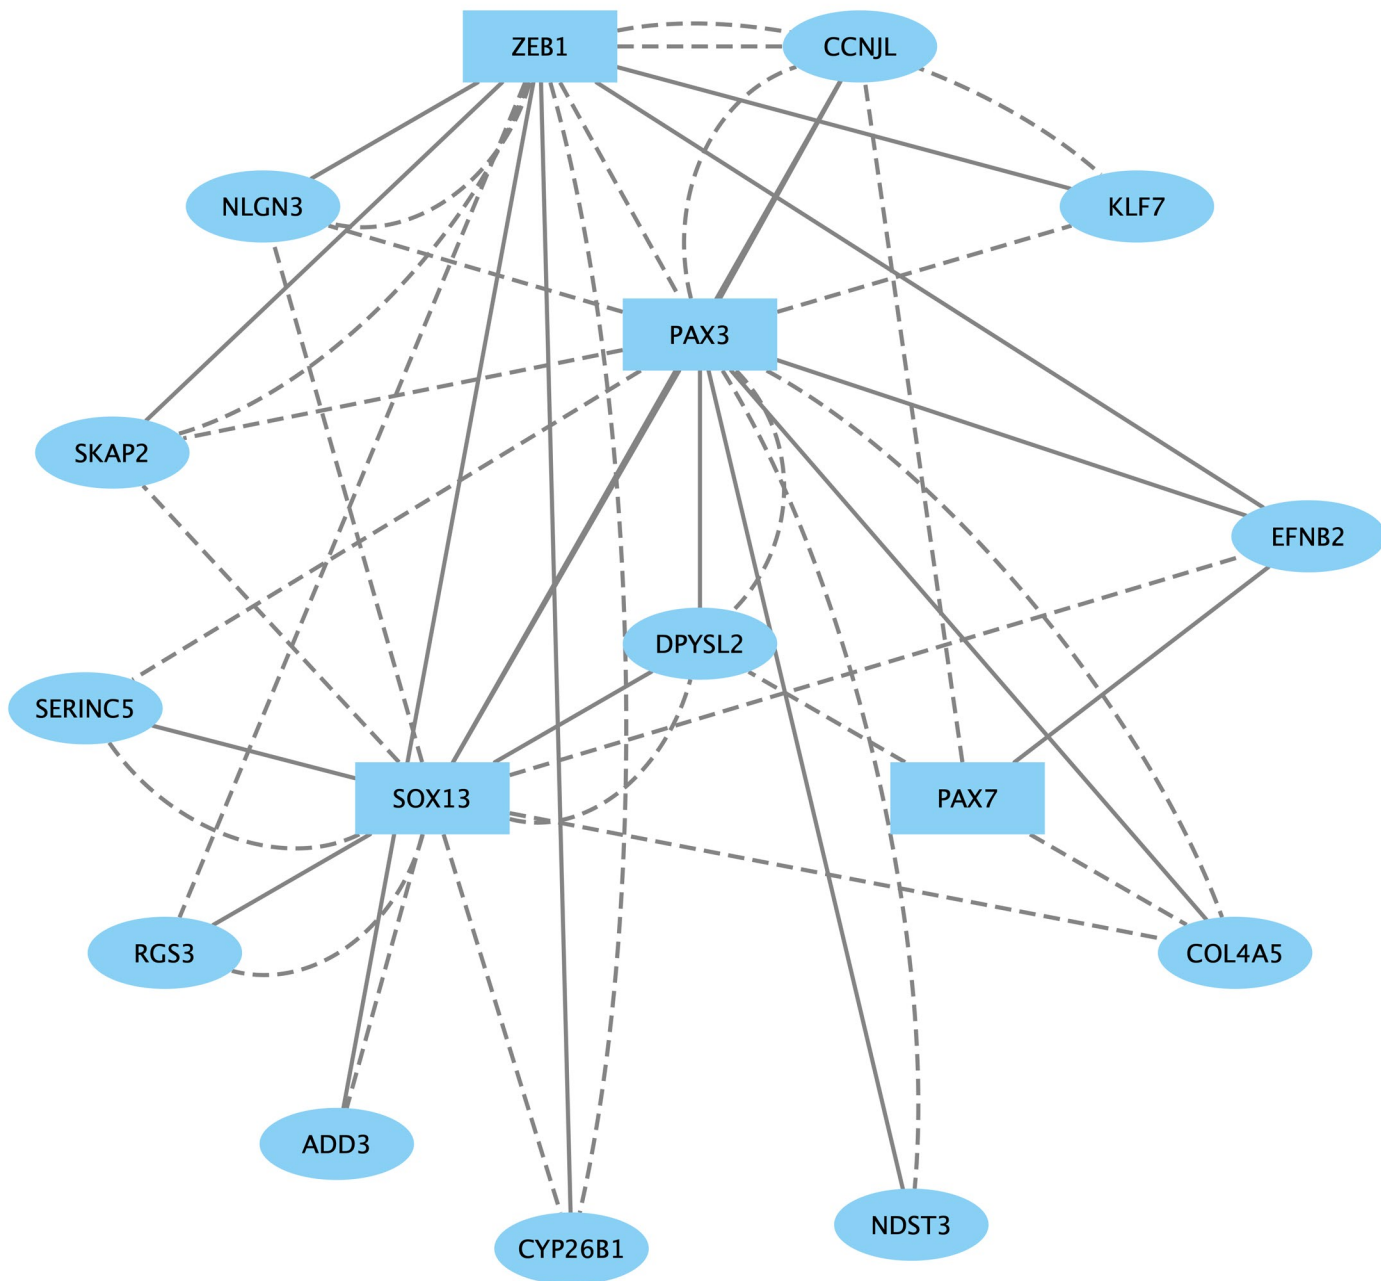 ZEB1
CCNJL
NLGN3
KLF7
PAX3
SKAP2
EFNB2
DPYSL2
SERINC5
SOX13
PAX7
RGS3
COL4A5
ADD3
NDST3
CYP26B1